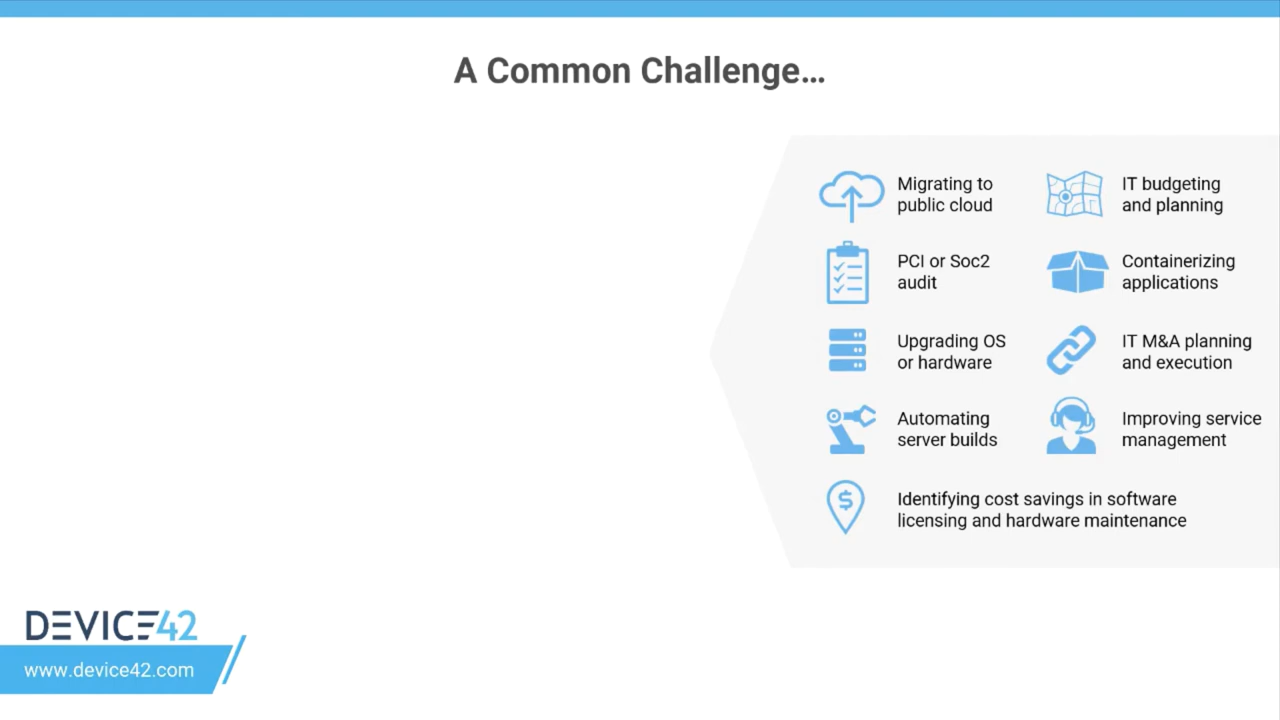 A Common Challenge…
Migrating to
public cloud
IT budgeting
and planning
PCI or Soc2
audit
Containerizing
applications
Upgrading OS
or hardware
IT M&A planning
and execution
Automating
server builds
Improving service
management
$
Identifying cost savings in software
licensing and hardware maintenance
DEVICE42
www.device42.com